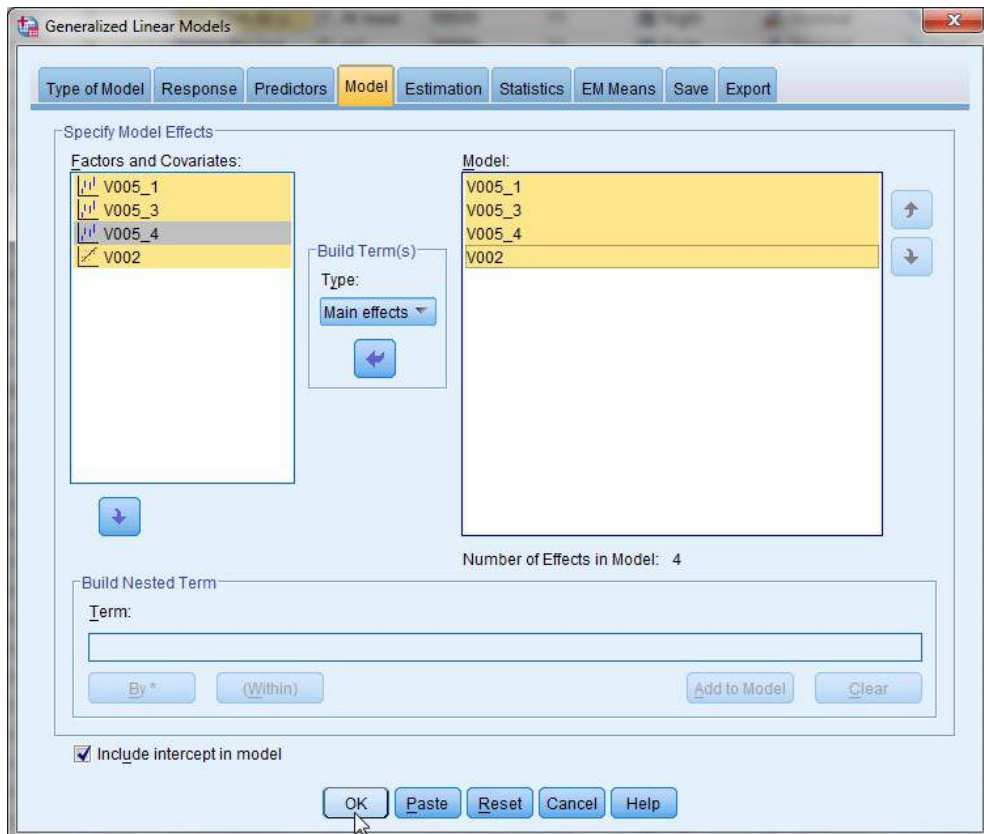 Generalized Linear Models
Type of Model Response Predictors Model Estimation Statistics EM Means Save Export
Specify Model Effects
Factors and Covariates:
V005_1
V005_3
V005_4
V002
Build Term(s)
Type:
Main effects
Model:
V005_1
V005_3
V005_4
V002
Number of Effects in Model: 4
Build Nested Term
Term:
By *
(Within)
Add to Model
Clear
Include intercept in model
OK Paste Reset Cancel Help